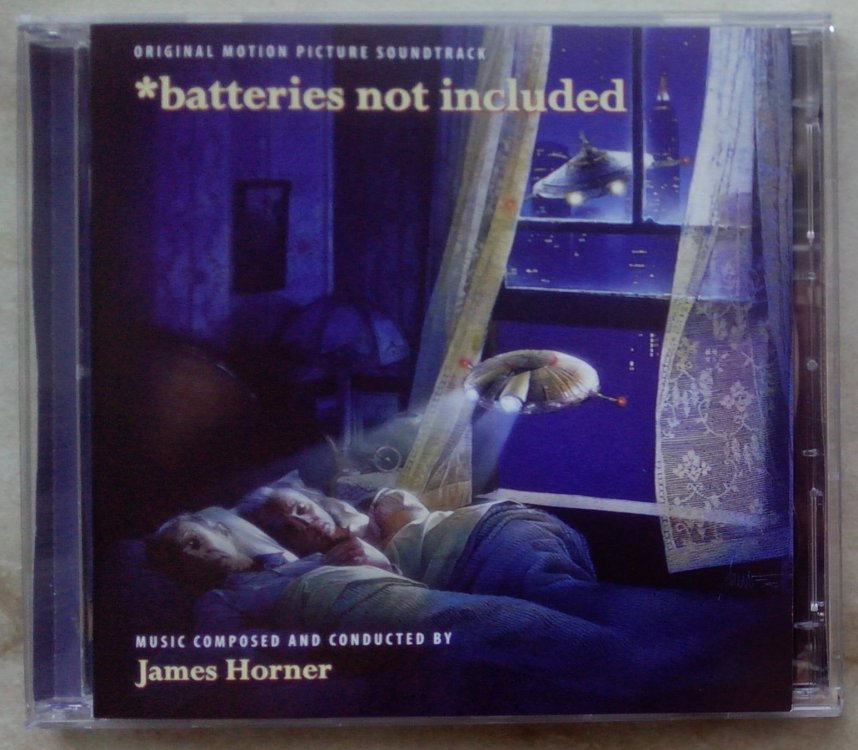 ORIGINAL MOTION PICTURE SOUNDTRACK
*batteries not included
MUSIC COMPOSED AND CONDUCTED BY
James Horner